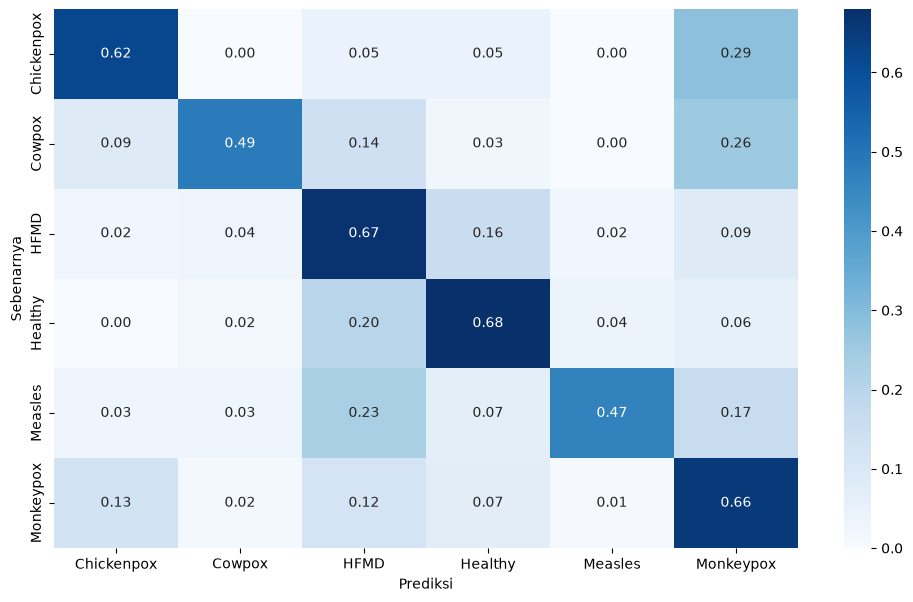 Sebenarnya
Chickenpox 0.62 0.00 0.05 0.05 0.00 0.29
Cowpox 0.09 0.49 0.14 0.03 0.00 0.26
HFMD 0.02 0.04 0.67 0.16 0.02 0.09
Healthy 0.00 0.02 0.20 0.68 0.04 0.06
Measles 0.03 0.03 0.23 0.07 0.47 0.17
Monkeypox 0.13 0.02 0.12 0.07 0.01 0.66
Chickenpox Cowpox HFMD Healthy Measles Monkeypox
Prediksi
0.6
0.5
0.4
0.3
0.2
0.1
0.0